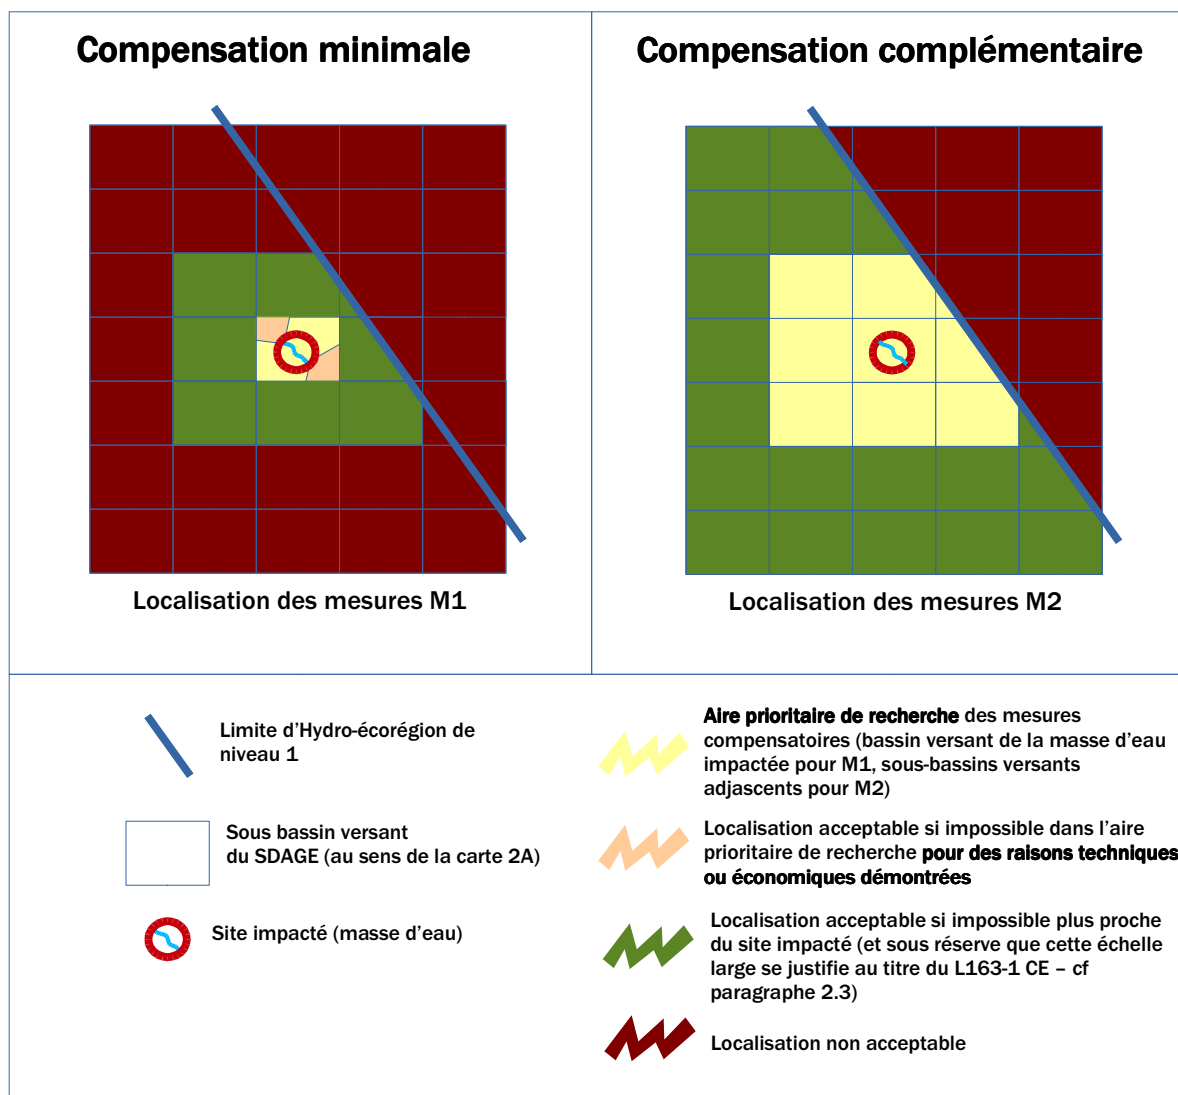 Compensation minimale
Compensation complémentaire
Localisation des mesures M1
Localisation des mesures M2
Limite d'Hydro-écorégion de
niveau 1
Sous bassin versant
du SDAGE (au sens de la carte 2A)
Site impacté (masse d'eau)
Aire prioritaire de recherche des mesures
compensatoires (bassin versant de la masse d'eau
impactée pour M1, sous-bassins versants
adjascents pour M2)
Localisation acceptable si impossible dans l'aire
prioritaire de recherche pour des raisons techniques
ou économiques démontrées
Localisation acceptable si impossible plus proche
du site impacté (et sous réserve que cette échelle
large se justifie au titre du L163-1 CE – cf
paragraphe 2.3)
Localisation non acceptable